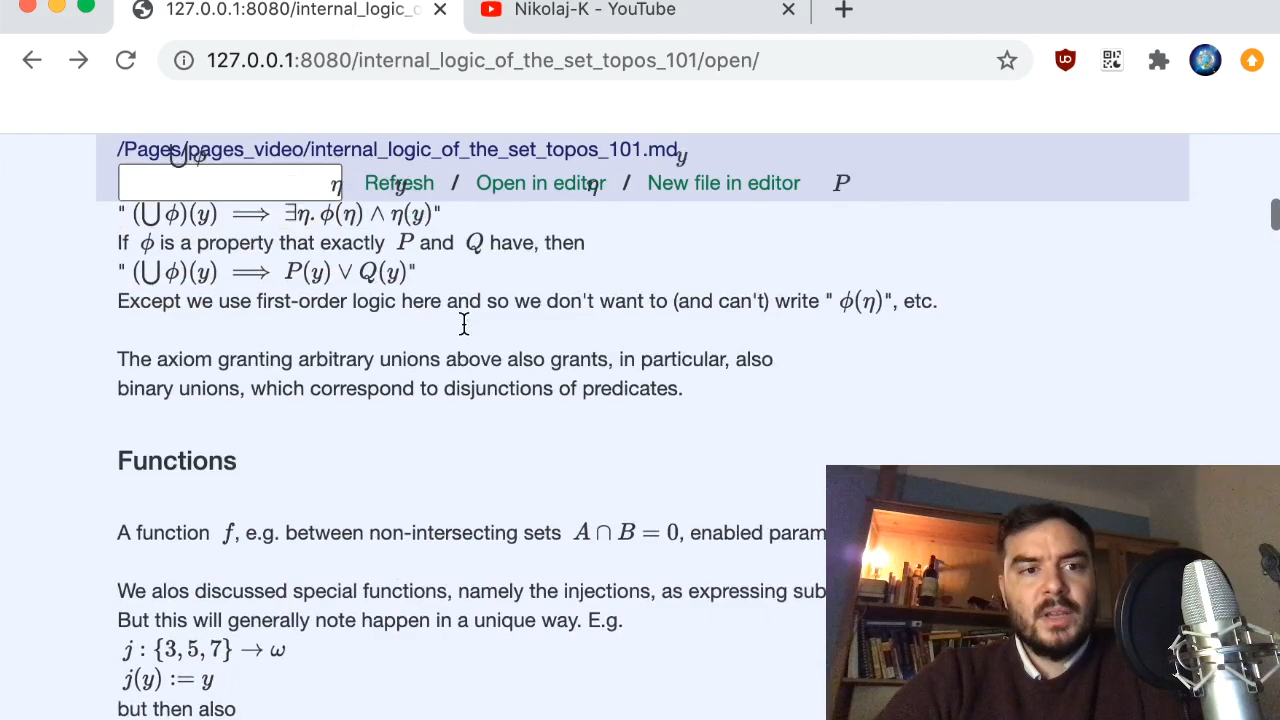 127.0.0.1:8080/internal_logic_c
Nikolaj-K - YouTube
127.0.0.1:8080/internal_logic_of_the_set_topos_101/open/
/Pages/pages_video/internal_logic_of_the_set_topos_101.md
⋃ϕ y
η Refresh y / Open in editor η / New file in editor P
" (⋃ϕ)(y) ⟹ ∃η. ϕ(η) ∧ η(y)"
If ϕ is a property that exactly P and Q have, then
" (⋃ϕ)(y) ⟹ P(y) ∨ Q(y)"
Except we use first-order logic here and so we don't want to (and can't) write " ϕ(η)", etc.
The axiom granting arbitrary unions above also grants, in particular, also
binary unions, which correspond to disjunctions of predicates.
Functions
A function f, e.g. between non-intersecting sets A ∩ B = 0, enabled param
We alos discussed special functions, namely the injections, as expressing sub
But this will generally note happen in a unique way. E.g.
j : {3, 5, 7} → ω
j(y) := y
but then also